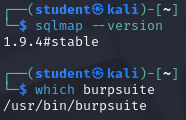 ┌──(student㉿kali)-[~]
└─$ sqlmap --version
1.9.4#stable
┌──(student㉿kali)-[~]
└─$ which burpsuite
/usr/bin/burpsuite